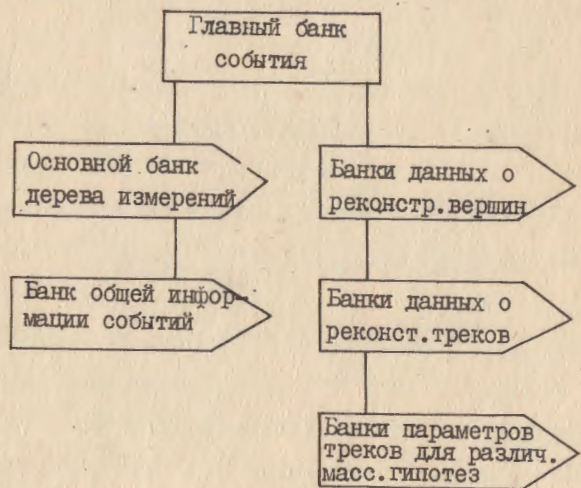 Главный банк
события
Основной банк
дерева измерений
Банк общей инфор-
мации событий
Банки данных о
реконстр.вершин
Банки данных о
реконст.треков
Банки параметров
треков для различ.
масс.гипотез